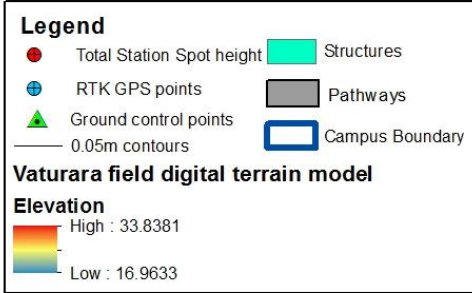 Legend
Total Station Spot height
Structures
RTK GPS points
Pathways
Ground control points
Campus Boundary
0.05m contours
Vaturara field digital terrain model
Elevation
High : 33.8381
Low : 16.9633